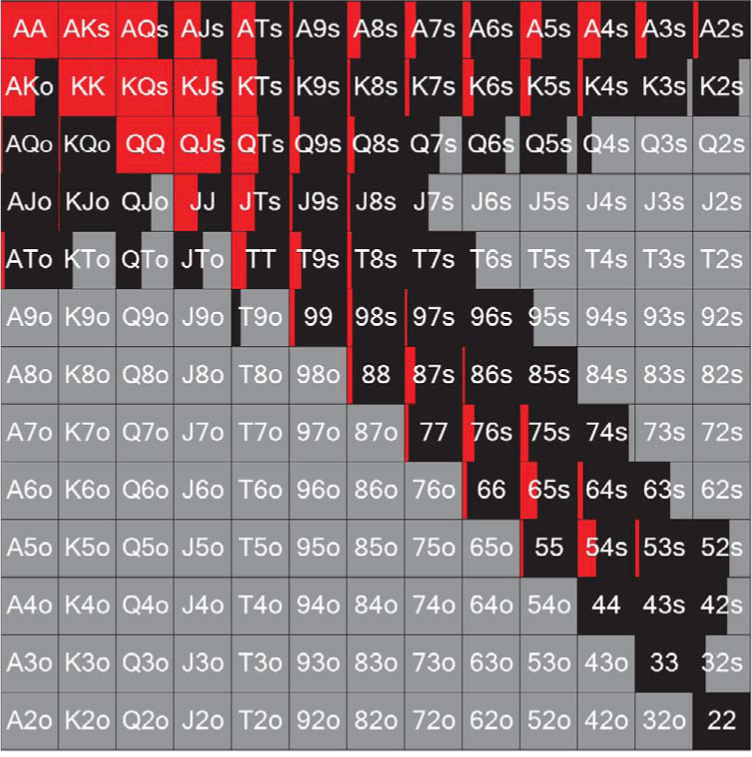 AA AKs AQs AJs ATs A9s A8s A7s A6s A5s A4s A3s A2s
AKo KK KQs KJs KTs K9s K8s K7s K6s K5s K4s K3s K2s
AQo KQo QQ QJs QTs Q9s Q8s Q7s Q6s Q5s Q4s Q3s Q2s
AJo KJo QJo JJ JTs J9s J8s J7s J6s J5s J4s J3s J2s
ATo KTo QTo JTo TT T9s T8s T7s T6s T5s T4s T3s T2s
A9o K9o Q9o J9o T9o 99 98s 97s 96s 95s 94s 93s 92s
A8o K8o Q8o J8o T8o 98o 88 87s 86s 85s 84s 83s 82s
A7o K7o Q7o J7o T7o 97o 87o 77 76s 75s 74s 73s 72s
A6o K6o Q6o J6o T6o 96o 86o 76o 66 65s 64s 63s 62s
A5o K5o Q5o J5o T5o 95o 85o 75o 65o 55 54s 53s 52s
A4o K4o Q4o J4o T4o 94o 84o 74o 64o 54o 44 43s 42s
A3o K3o Q3o J3o T3o 93o 83o 73o 63o 53o 43o 33 32s
A2o K2o Q2o J2o T2o 92o 82o 72o 62o 52o 42o 32o 22